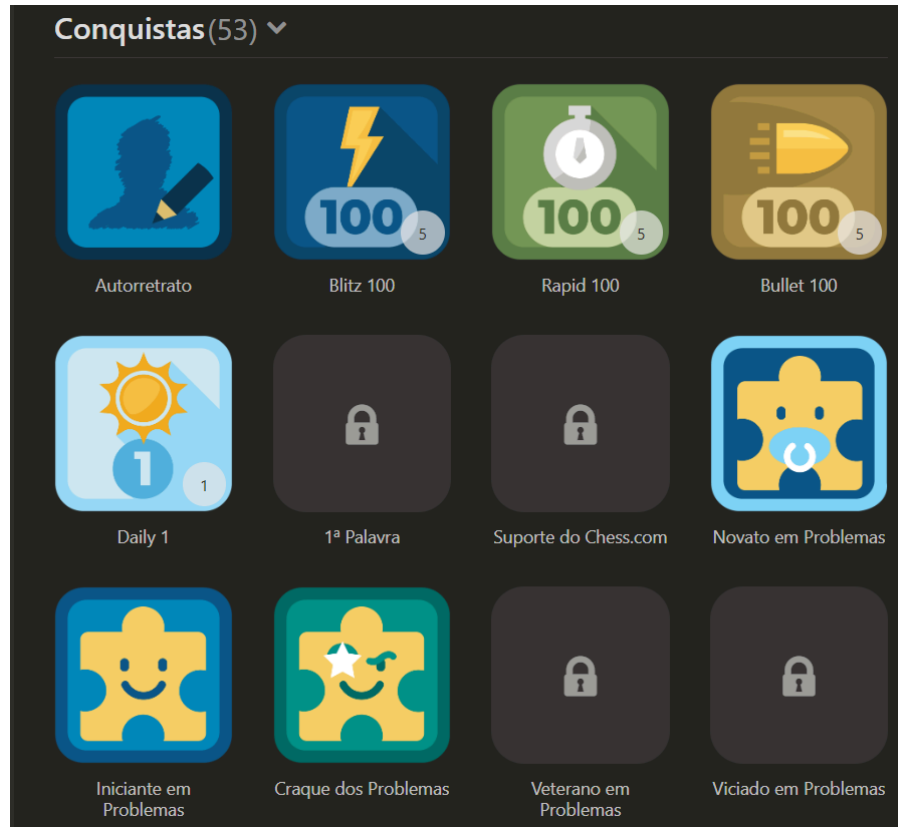 Conquistas (53)
100 5
100 5
100 5
Autorretrato
Blitz 100
Rapid 100
Bullet 100
1 1
Daily 1
1ª Palavra
Suporte do Chess.com
Novato em Problemas
Iniciante em
Problemas
Craque dos Problemas
Veterano em
Problemas
Viciado em Problemas